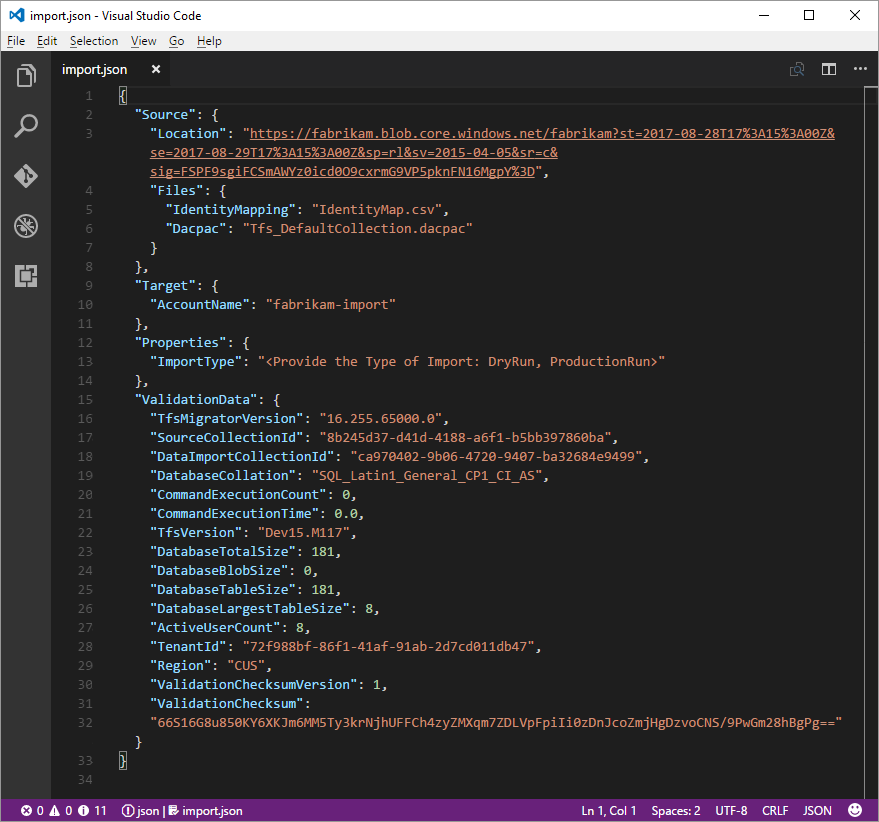 import.json - Visual Studio Code
File Edit Selection View Go Help
import.json
1 {
2 "Source": {
3 "Location": "https://fabrikam.blob.core.windows.net/fabrikam?st=2017-08-28T17%3A15%3A00Z&
se=2017-08-29T17%3A15%3A00Z&sp=rl&sv=2015-04-05&sr=c&
sig=FSPF9sgiFCSmAWYz0icd0O9cxrmG9VP5pknFN16MgpY%3D",
4 "Files": {
5 "IdentityMapping": "IdentityMap.csv",
6 "Dacpac": "Tfs_DefaultCollection.dacpac"
7 }
8 },
9 "Target": {
10 "AccountName": "fabrikam-import"
11 },
12 "Properties": {
13 "ImportType": "<Provide the Type of Import: DryRun, ProductionRun>"
14 },
15 "ValidationData": {
16 "TfsMigratorVersion": "16.255.65000.0",
17 "SourceCollectionId": "8b245d37-d41d-4188-a6f1-b5bb397860ba",
18 "DataImportCollectionId": "ca970402-9b06-4720-9407-ba32684e9499",
19 "DatabaseCollation": "SQL_Latin1_General_CP1_CI_AS",
20 "CommandExecutionCount": 0,
21 "CommandExecutionTime": 0.0,
22 "TfsVersion": "Dev15.M117",
23 "DatabaseTotalSize": 181,
24 "DatabaseBlobSize": 0,
25 "DatabaseTableSize": 181,
26 "DatabaseLargestTableSize": 8,
27 "ActiveUserCount": 8,
28 "TenantId": "72f988bf-86f1-41af-91ab-2d7cd011db47",
29 "Region": "CUS",
30 "ValidationChecksumVersion": 1,
31 "ValidationChecksum":
32 "66S16G8u850KY6XKJm6MM5Ty3krNjhUFFCh4zyZMXqm7ZDLVpFpiIi0zDnJcoZmjHgDzvoCNS/9PwGm28hBgPg=="
}
33 }
34
0 0 11 json | import.json Ln 1, Col 1 Spaces: 2 UTF-8 CRLF JSON